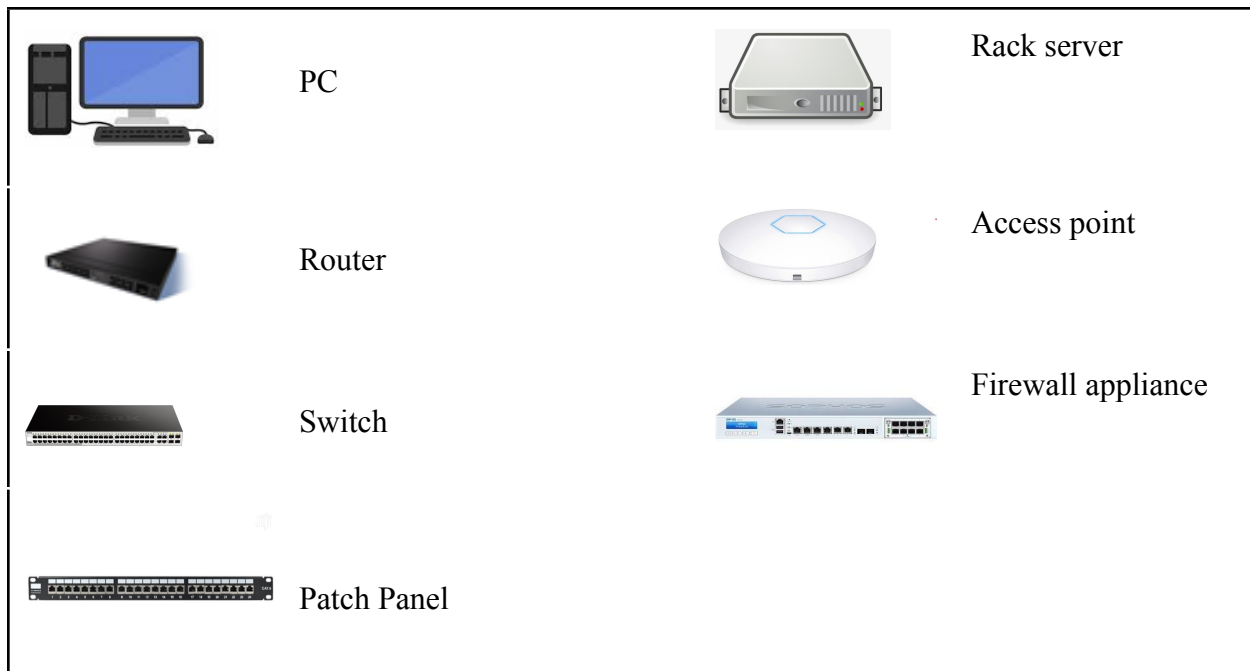 PC
Rack server
Router
Access point
Switch
Firewall appliance
Patch Panel